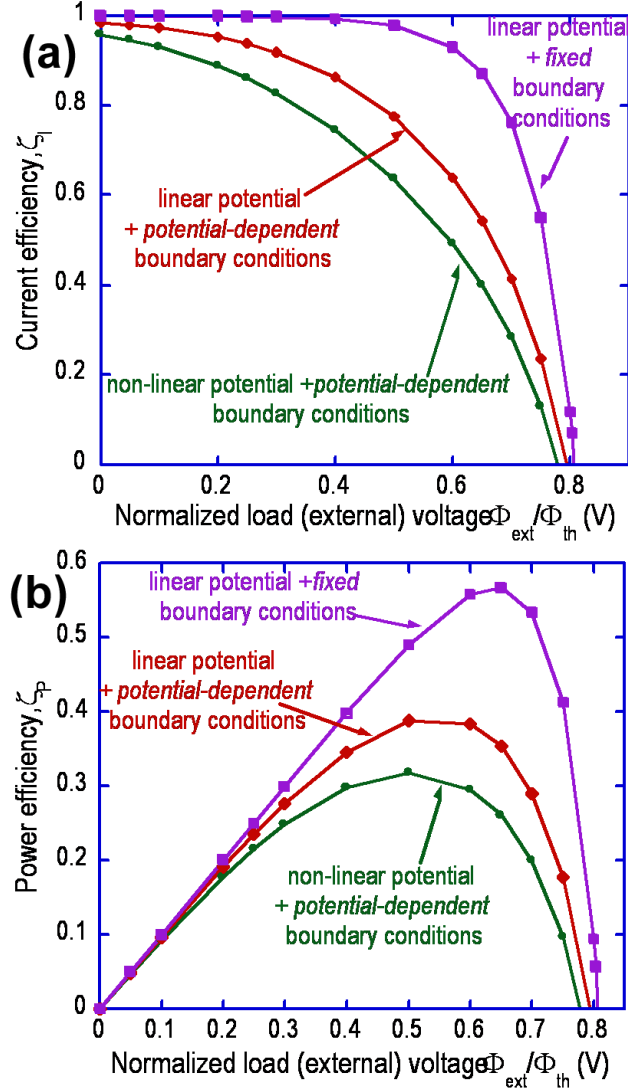 (a)
1
0.8
0.6
0.4
0.2
0
Current efficiency, ζI
linear potential
+ fixed
boundary
conditions
linear potential
+ potential-dependent
boundary conditions
non-linear potential +potential-dependent
boundary conditions
0 0.2 0.4 0.6 0.8
Normalized load (external) voltageΦext/Φth (V)
(b)
0.6
0.5
0.4
0.3
0.2
0.1
0
Power efficiency, ζP
linear potential +fixed
boundary conditions
linear potential
+ potential-dependent
boundary conditions
non-linear potential
+ potential-dependent
boundary conditions
0 0.1 0.2 0.3 0.4 0.5 0.6 0.7 0.8
Normalized load (external) voltageΦext/Φth (V)